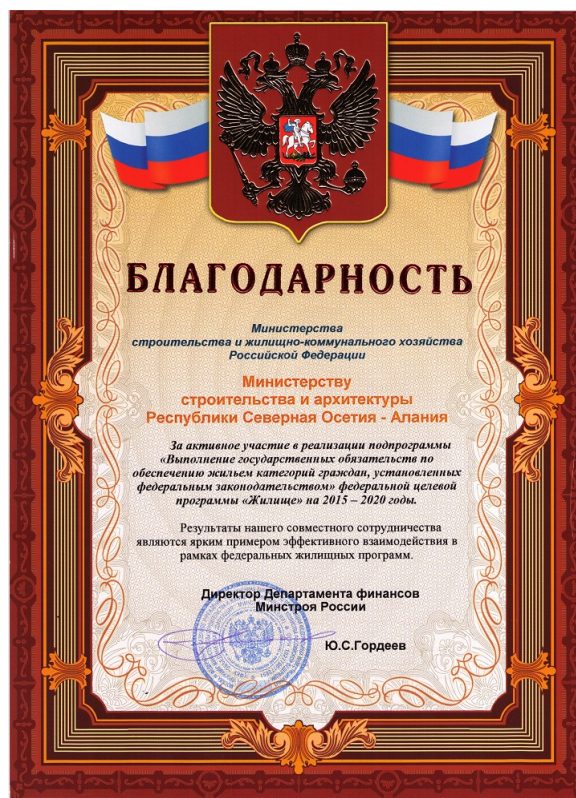 БЛАГОДАРНОСТЬ
Министерства
строительства и жилищно-коммунального хозяйства
Российской Федерации
Министерству
строительства и архитектуры
Республики Северная Осетия - Алания
За активное участие в реализации подпрограммы
«Выполнение государственных обязательств по
обеспечению жильем категорий граждан, установленных
федеральным законодательством» федеральной целевой
программы «Жилище» на 2015 – 2020 годы.
Результаты нашего совместного сотрудничества
являются ярким примером эффективного взаимодействия в
рамках федеральных жилищных программ.
Директор Департамента финансов
Минстроя России
Ю.С.Гордеев